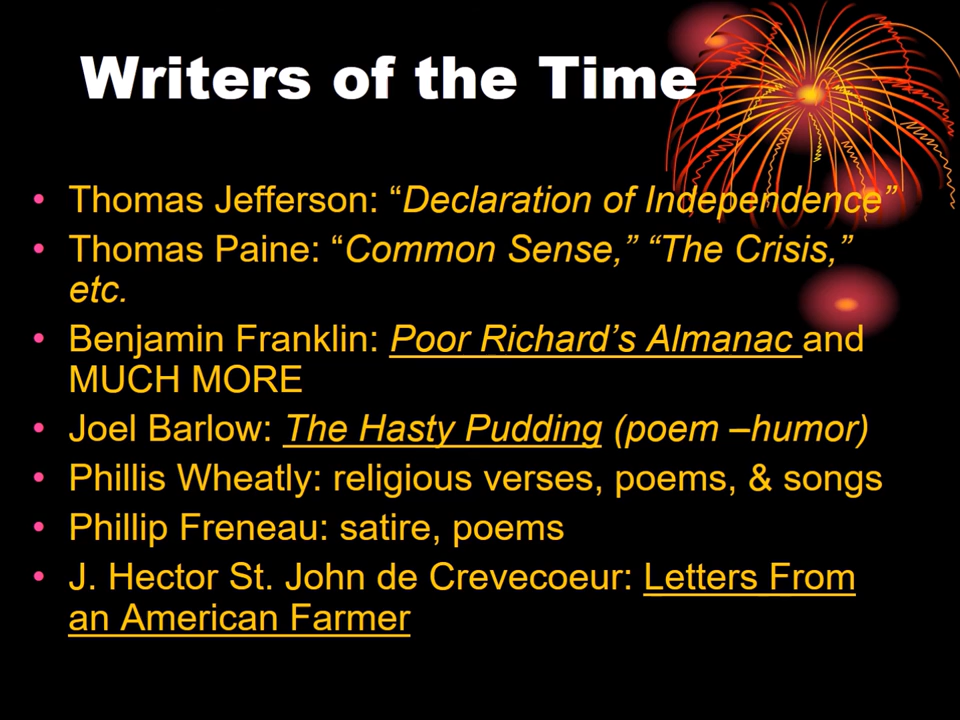 Writers of the Time
• Thomas Jefferson: “Declaration of Independence”
• Thomas Paine: “Common Sense,” “The Crisis,”
etc.
• Benjamin Franklin: Poor Richard’s Almanac and
MUCH MORE
• Joel Barlow: The Hasty Pudding (poem –humor)
• Phillis Wheatly: religious verses, poems, & songs
• Phillip Freneau: satire, poems
• J. Hector St. John de Crevecoeur: Letters From
an American Farmer